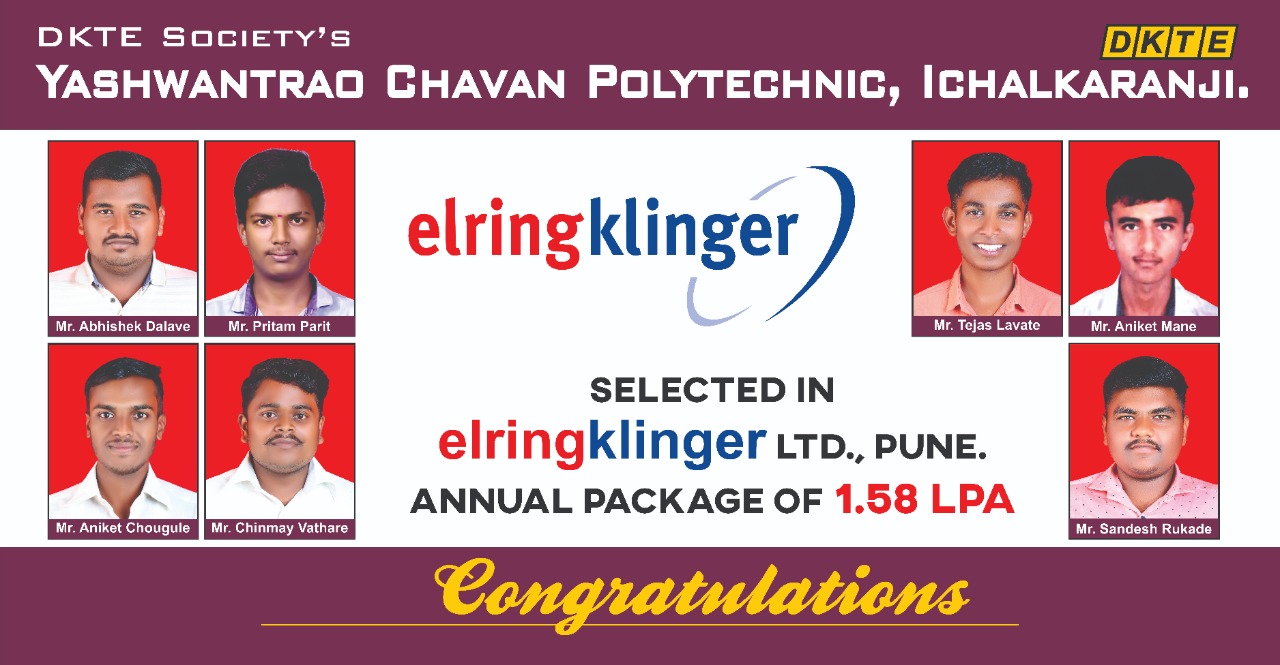 DKTE SOCIETY'S
DKTE
YASHWANTRAO CHAVAN POLYTECHNIC, ICHALKARANJI.
Mr. Abhishek Dalave
Mr. Pritam Parit
elringklinger
Mr. Tejas Lavate
Mr. Aniket Mane
SELECTED IN
elringklinger LTD., PUNE.
ANNUAL PACKAGE OF 1.58 LPA
Mr. Aniket Chougule
Mr. Chinmay Vathare
Mr. Sandesh Rukade
Congratulations